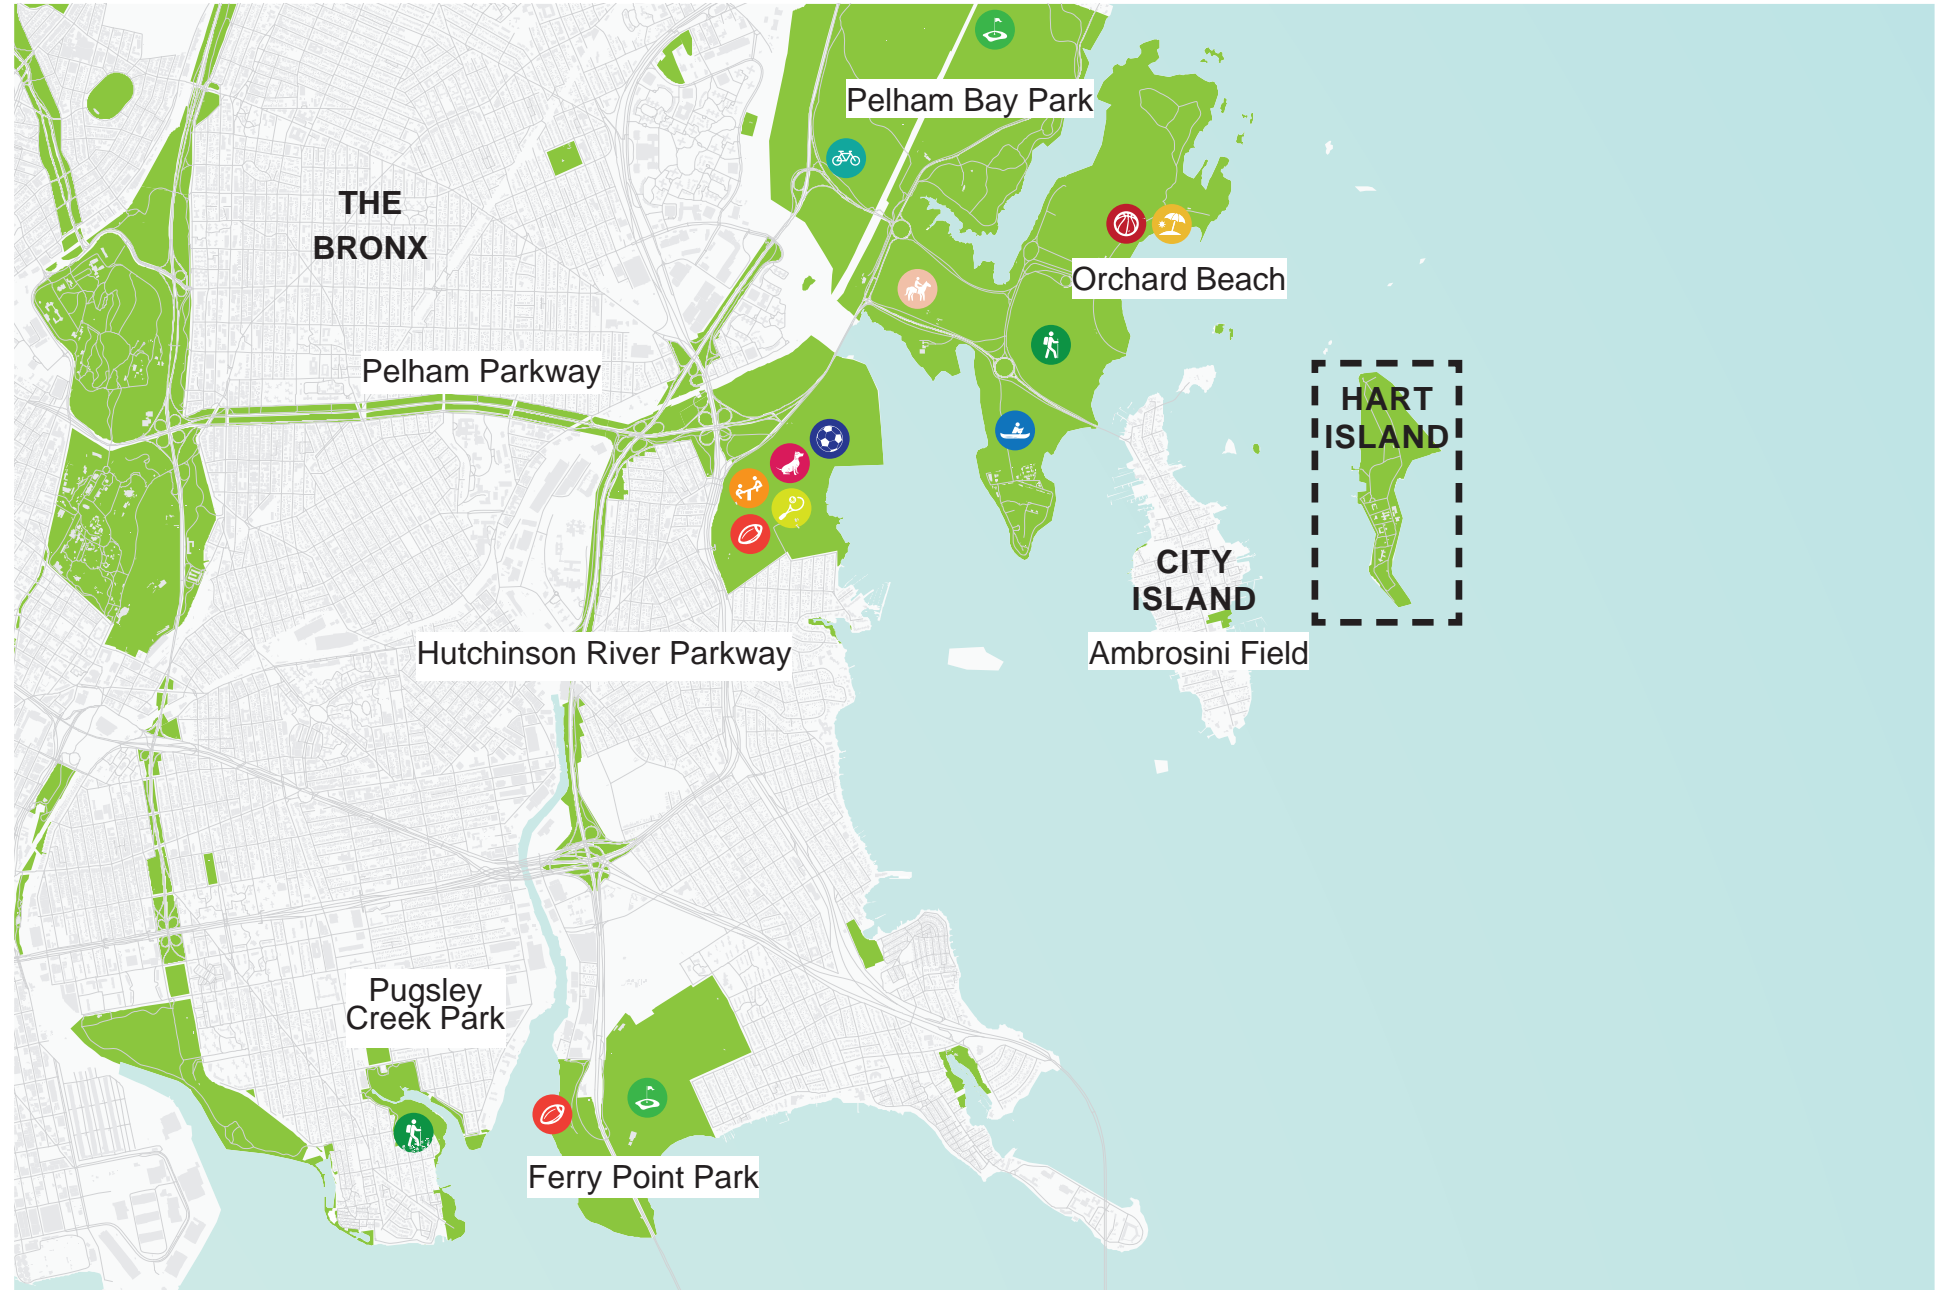 Pelham Bay Park
THE
BRONX
Orchard Beach
Pelham Parkway
HART
ISLAND
CITY
ISLAND
Hutchinson River Parkway
Ambrosini Field
Pugsley
Creek Park
Ferry Point Park